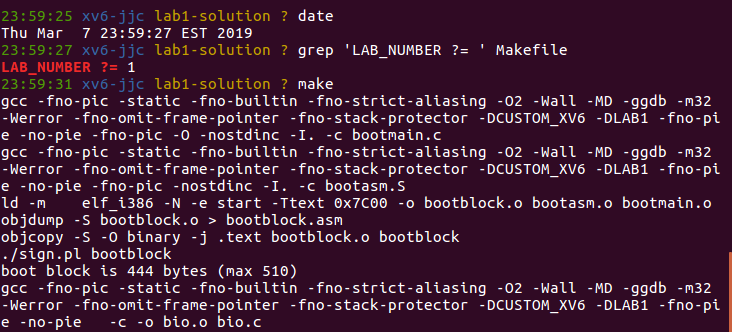 23:59:25 xv6-jjc lab1-solution ? date
Thu Mar  7 23:59:27 EST 2019
23:59:27 xv6-jjc lab1-solution ? grep 'LAB_NUMBER ?= ' Makefile
LAB_NUMBER ?= 1
23:59:31 xv6-jjc lab1-solution ? make
gcc -fno-pic -static -fno-builtin -fno-strict-aliasing -O2 -Wall -MD -ggdb -m32
-Werror -fno-omit-frame-pointer -fno-stack-protector -DCUSTOM_XV6 -DLAB1 -fno-pi
e -no-pie -fno-pic -O -nostdinc -I. -c bootmain.c
gcc -fno-pic -static -fno-builtin -fno-strict-aliasing -O2 -Wall -MD -ggdb -m32
-Werror -fno-omit-frame-pointer -fno-stack-protector -DCUSTOM_XV6 -DLAB1 -fno-pi
e -no-pie -fno-pic -nostdinc -I. -c bootasm.S
ld -m    elf_i386 -N -e start -Ttext 0x7C00 -o bootblock.o bootasm.o bootmain.o
objdump -S bootblock.o > bootblock.asm
objcopy -S -O binary -j .text bootblock.o bootblock
./sign.pl bootblock
boot block is 444 bytes (max 510)
gcc -fno-pic -static -fno-builtin -fno-strict-aliasing -O2 -Wall -MD -ggdb -m32
-Werror -fno-omit-frame-pointer -fno-stack-protector -DCUSTOM_XV6 -DLAB1 -fno-pi
e -no-pie   -c -o bio.o bio.c